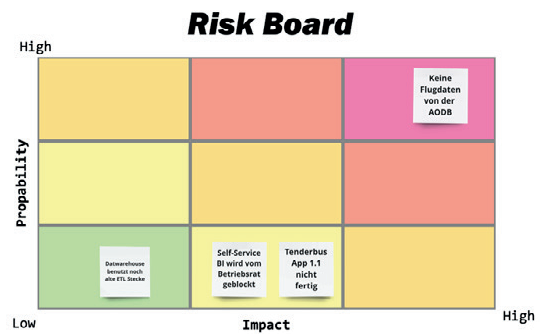 Risk Board
High
Keine
Flugdaten
von der
AODB
Propability
Datwarehouse
benutzt noch
alte ETL Stecke
Self-Service
BI wird vom
Betriebsrat
geblockt
Tenderbus
App 1.1
nicht
fertig
Low
Impact
High